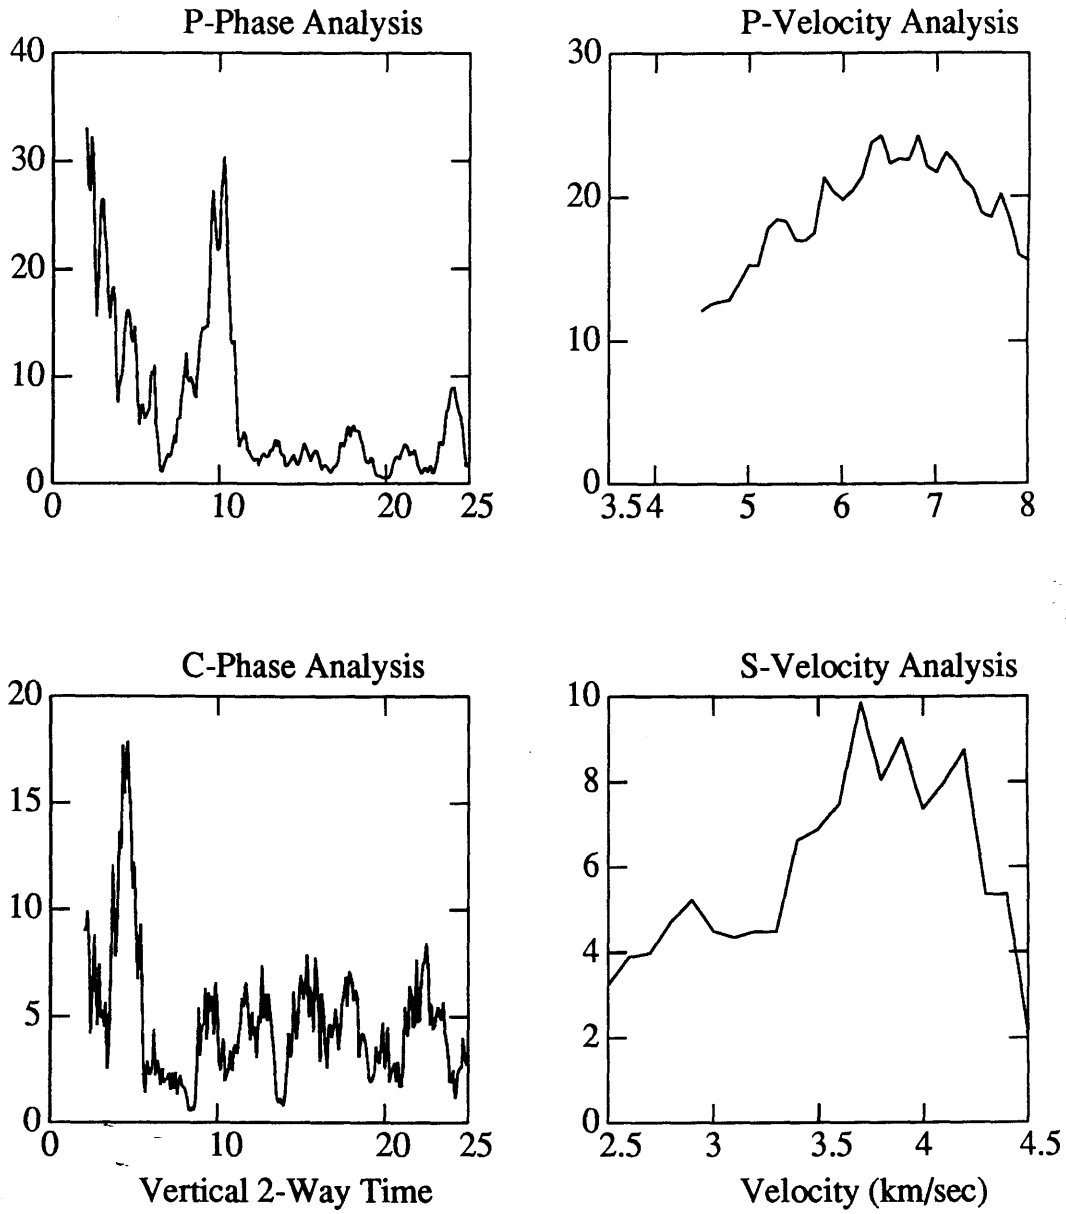 P-Phase Analysis
40
30
20
10
0
0 10 20 25
P-Velocity Analysis
30
20
10
0
3.5 4 5 6 7 8
C-Phase Analysis
20
15
10
5
0
0 10 20 25
Vertical 2-Way Time
S-Velocity Analysis
10
8
6
4
2
0
2.5 3 3.5 4 4.5
Velocity (km/sec)